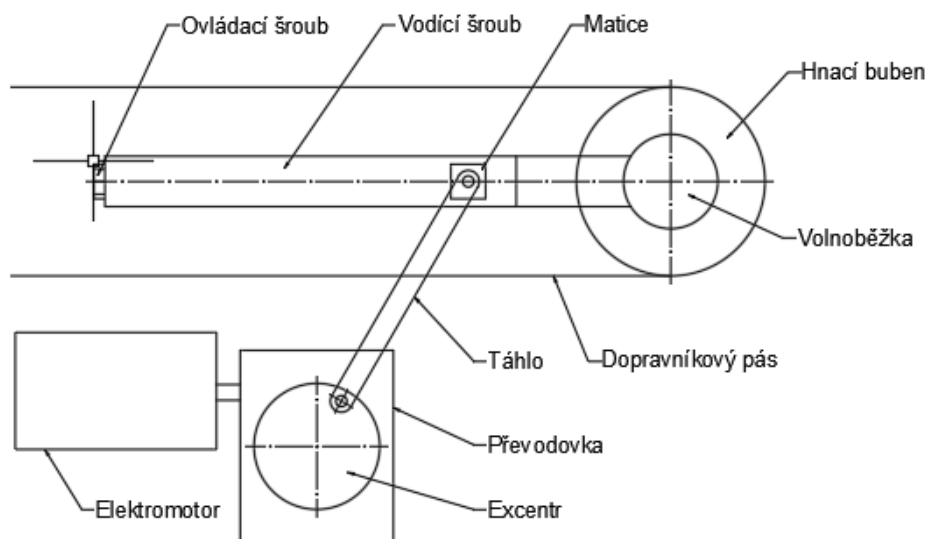 Ovládací šroub
Vodící šroub
Matice
Hnací buben
Volnoběžka
Táhlo
Dopravníkový pás
Převodovka
Elektromotor
Excentr